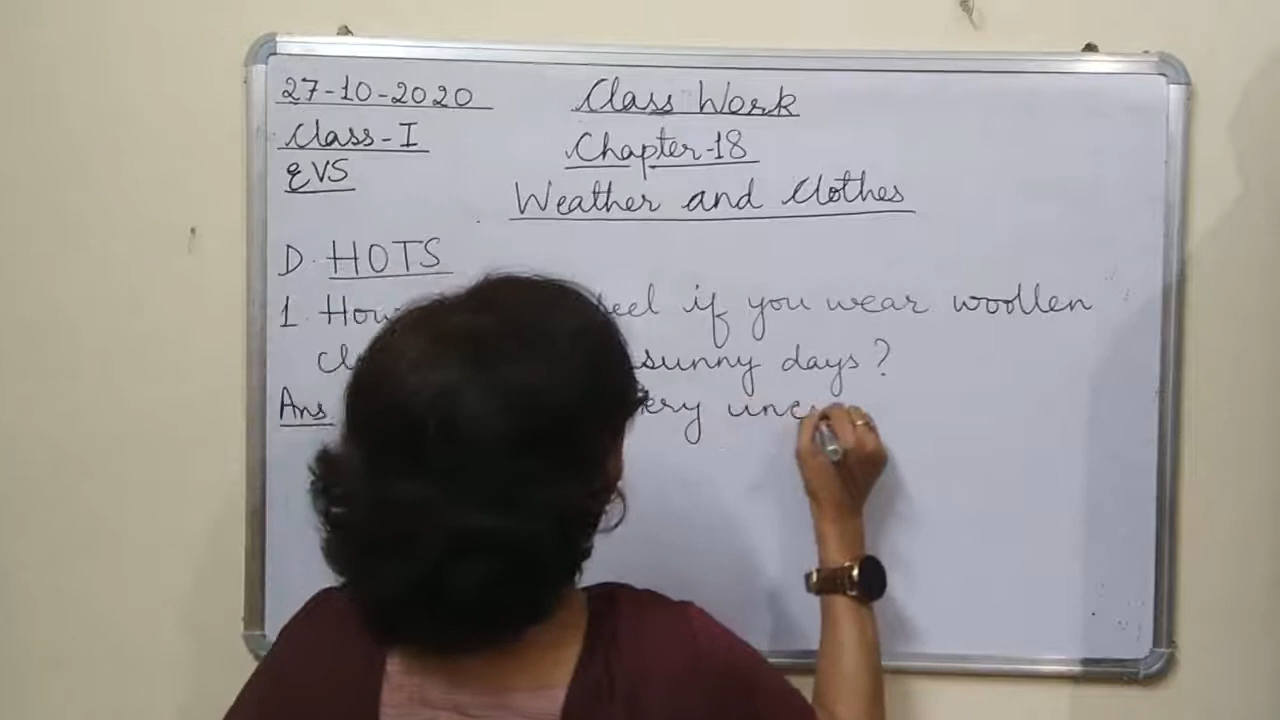 27-10-2020
Class Work
Class-I
Chapter-18
EVS
Weather and Clothes
D. HOTS
1. How feel if you wear woollen
sunny days?
Ans very